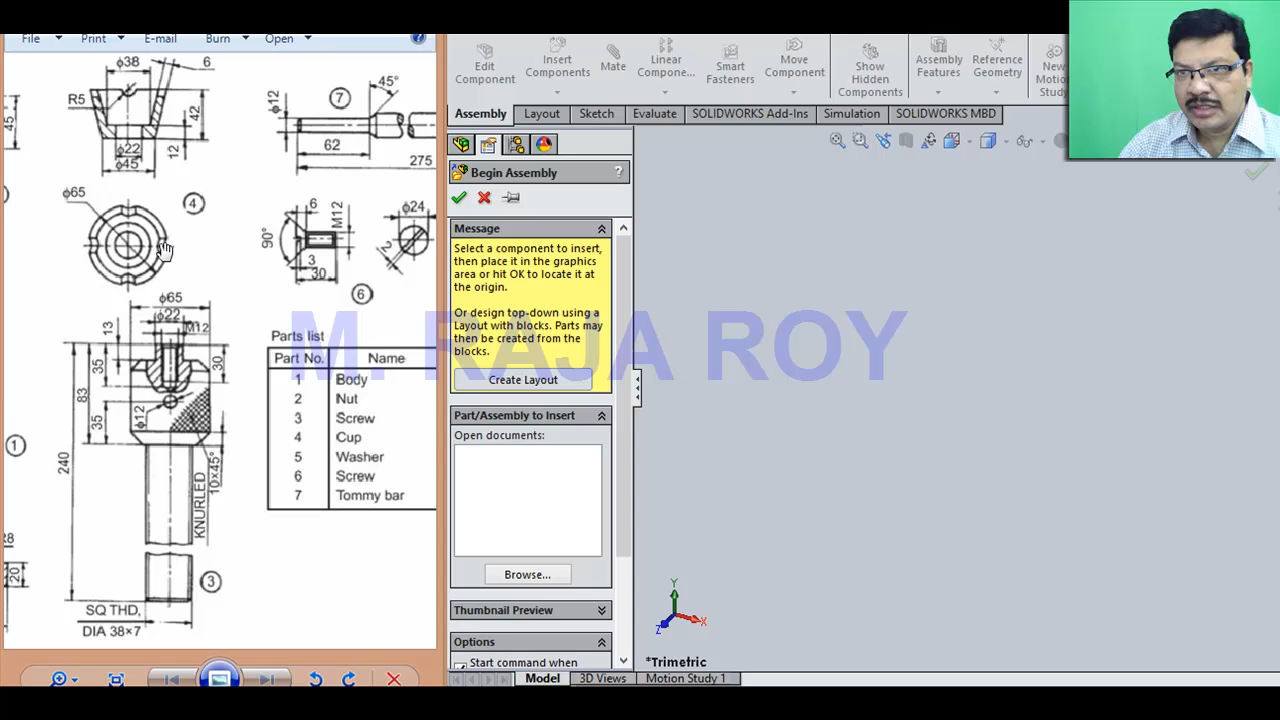 File Print E-mail Burn Open
Edit Component
Insert Components
Mate
Linear Compone...
Smart Fasteners
Move Component
Show Hidden Components
Assembly Features
Reference Geometry
New Motion Study
Assembly Layout Sketch Evaluate SOLIDWORKS Add-Ins Simulation SOLIDWORKS MBD
Begin Assembly ?
Message
Select a component to insert,
then place it in the graphics
area or hit OK to locate it at
the origin.
Or design top-down using a
Layout with blocks. Parts may
then be created from the
blocks.
Create Layout
Part/Assembly to Insert
Open documents:
Browse...
Thumbnail Preview
Options
Start command when
Model 3D Views Motion Study 1
*Trimetric
Y
X
Z
M. RAJA ROY
ϕ38 6
R5
42
45
ϕ22
12
ϕ45
ϕ65
4
7
45°
ϕ12
62
275
6 M12 ϕ24
90°
2
3
30
6
ϕ65
ϕ22
13 M12
35 30
83
35 ϕ12
1
240
KNURLED
10×45°
R8
20
3
SQ THD,
DIA 38×7
Parts list
Part No. Name
1 Body
2 Nut
3 Screw
4 Cup
5 Washer
6 Screw
7 Tommy bar